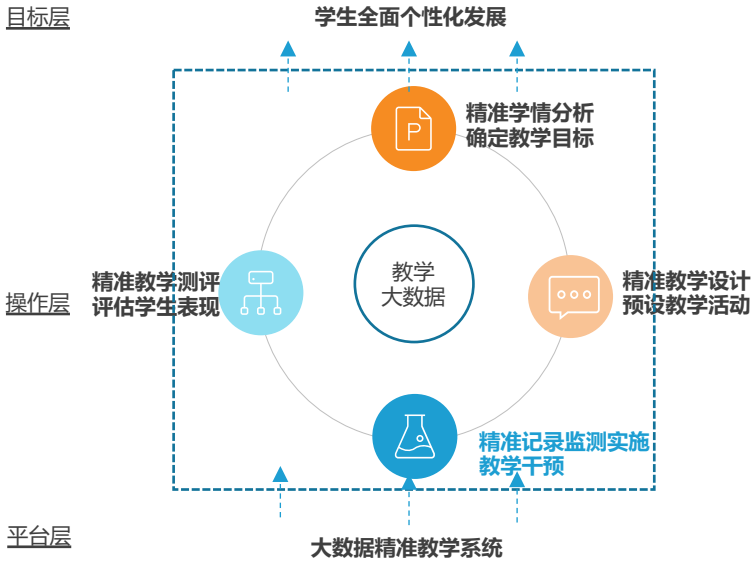 目标层
学生全面个性化发展
P
精准学情分析
确定教学目标
操作层
精准教学测评
评估学生表现
教学
大数据
精准教学设计
预设教学活动
精准记录监测实施
教学干预
平台层
大数据精准教学系统